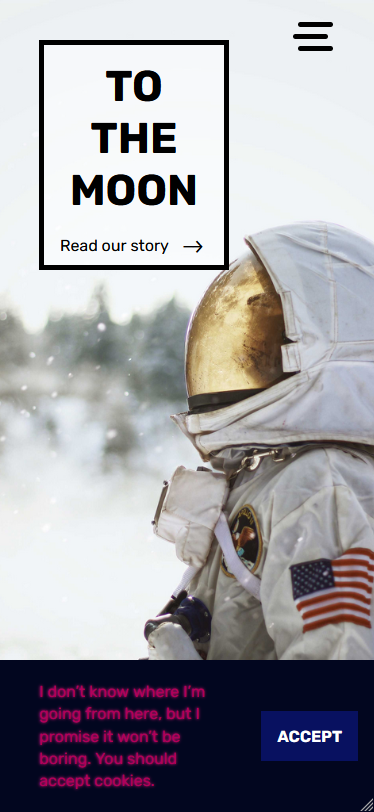 TO
THE
MOON
Read our story →
I don't know where I'm
going from here, but I
promise it won't be
boring. You should
accept cookies.
ACCEPT